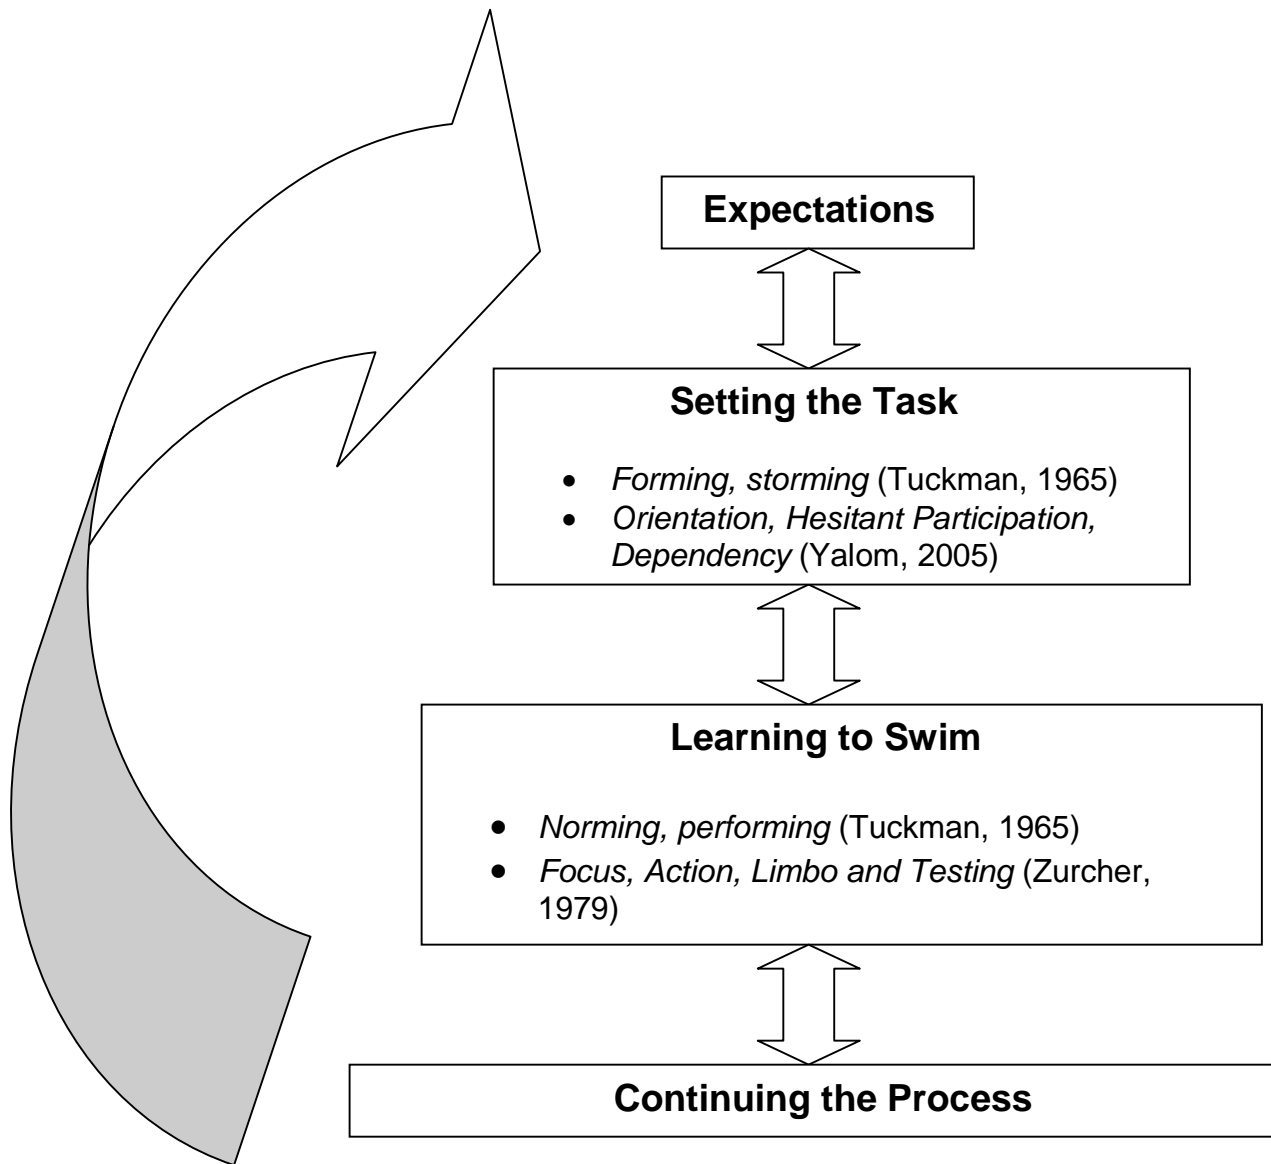 Expectations
Setting the Task
• Forming, storming (Tuckman, 1965)
• Orientation, Hesitant Participation,
Dependency (Yalom, 2005)
Learning to Swim
• Norming, performing (Tuckman, 1965)
• Focus, Action, Limbo and Testing (Zurcher,
1979)
Continuing the Process